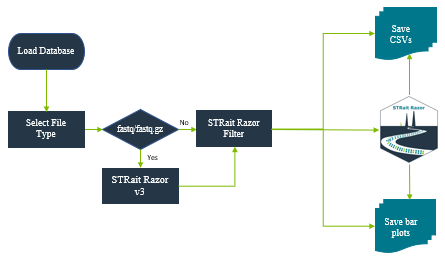 Load Database
Select File
Type
fastq/fastq.gz
No
Yes
STRait Razor
v3
STRait Razor
Filter
Save
CSVs
STRait Razor
Save bar
plots